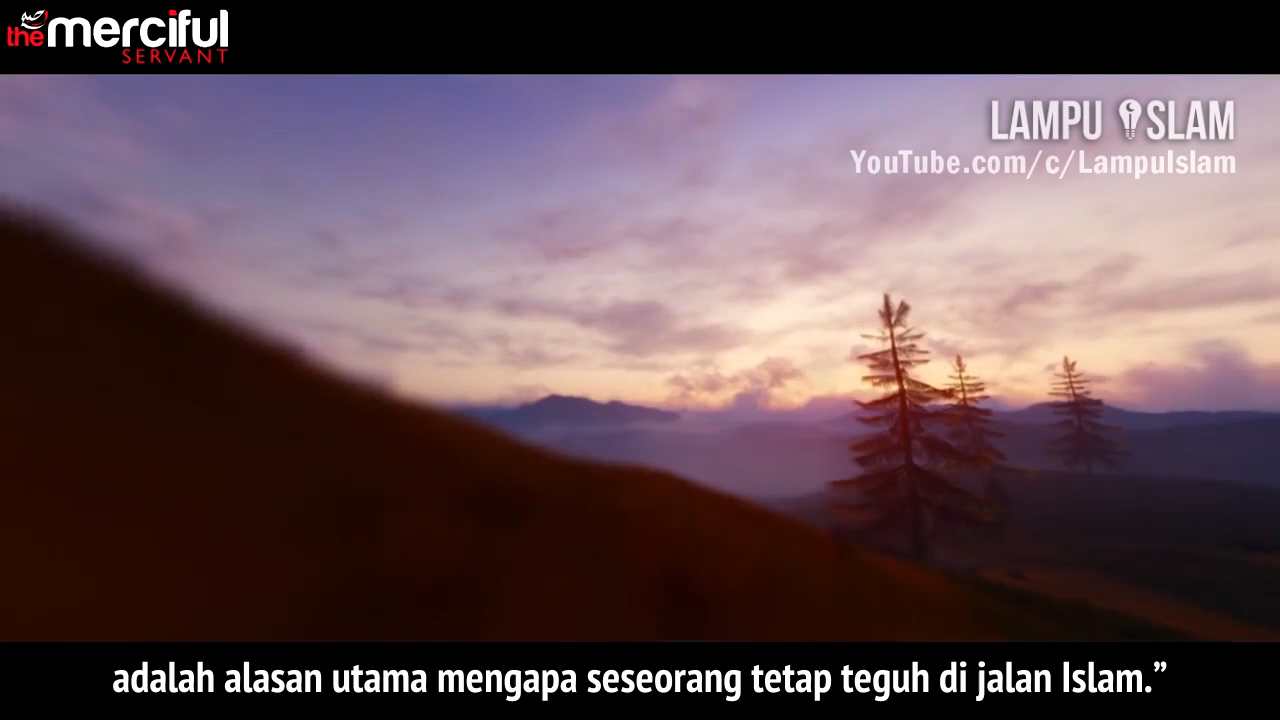 the merciful
SERVANT
LAMPU ISLAM
YouTube.com/c/LampuIslam
adalah alasan utama mengapa seseorang tetap teguh di jalan Islam.”